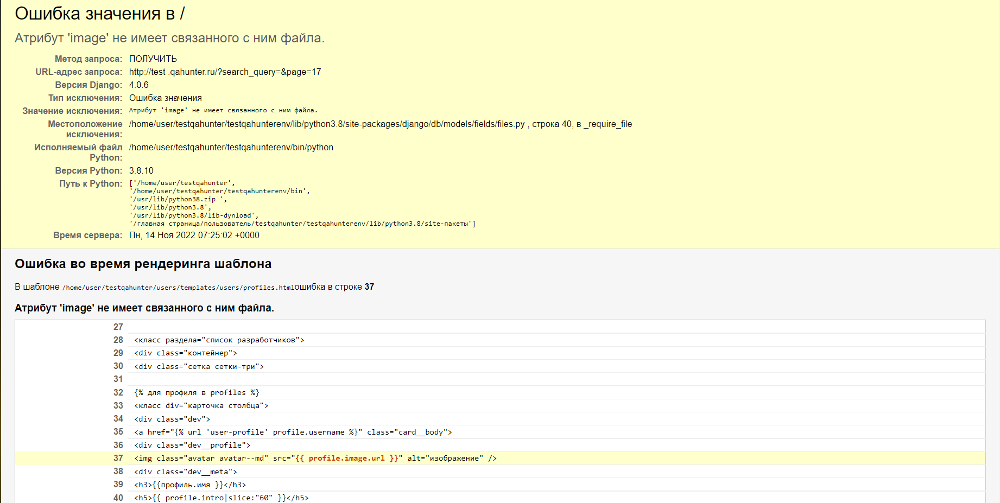 Ошибка значения в /
Атрибут 'image' не имеет связанного с ним файла.
Метод запроса: ПОЛУЧИТЬ
URL-адрес запроса: http://test .qahunter.ru/?search_query=&page=17
Версия Django: 4.0.6
Тип исключения: Ошибка значения
Значение исключения: Атрибут 'image' не имеет связанного с ним файла.
Местоположение исключения: /home/user/testqahunter/testqahunterenv/lib/python3.8/site-packages/django/db/models/fields/files.py , строка 40, в _require_file
Исполняемый файл Python: /home/user/testqahunter/testqahunterenv/bin/python
Версия Python: 3.8.10
Путь к Python: ['/home/user/testqahunter',
'/home/user/testqahunter/testqahunterenv/bin',
'/usr/lib/python38.zip ',
'/usr/lib/python3.8',
'/usr/lib/python3.8/lib-dynload',
'/главная страница/пользователь/testqahunter/testqahunterenv/lib/python3.8/site-пакеты']
Время сервера: Пн, 14 Ноя 2022 07:25:02 +0000
Ошибка во время рендеринга шаблона
В шаблоне /home/user/testqahunter/users/templates/users/profiles.htmlошибка в строке 37
Атрибут 'image' не имеет связанного с ним файла.
27
28 <класс раздела="список разработчиков">
29 <div class="контейнер">
30 <div class="сетка сетки-три">
31
32 {% для профиля в profiles %}
33 <класс div="карточка столбца">
34 <div class="dev">
35 <a href="{% url 'user-profile' profile.username %}" class="card__body">
36 <div class="dev__profile">
37 <img class="avatar avatar--md" src="{{ profile.image.url }}" alt="изображение" />
38 <div class="dev__meta">
39 <h3>{{профиль.имя }}</h3>
40 <h5>{{ profile.intro|slice:"60" }}</h5>